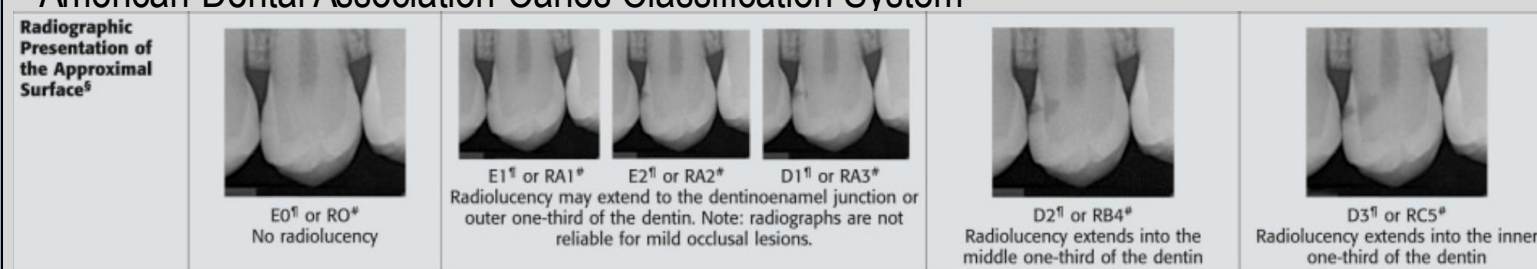 American Dental Association Caries Classification System
Radiographic
Presentation of
the Approximal
Surface§
E0¶ or RO#
No radiolucency
E1¶ or RA1# E2¶ or RA2# D1¶ or RA3#
Radiolucency may extend to the dentinoenamel junction or
outer one-third of the dentin. Note: radiographs are not
reliable for mild occlusal lesions.
D2¶ or RB4#
Radiolucency extends into the
middle one-third of the dentin
D3¶ or RC5#
Radiolucency extends into the inner
one-third of the dentin